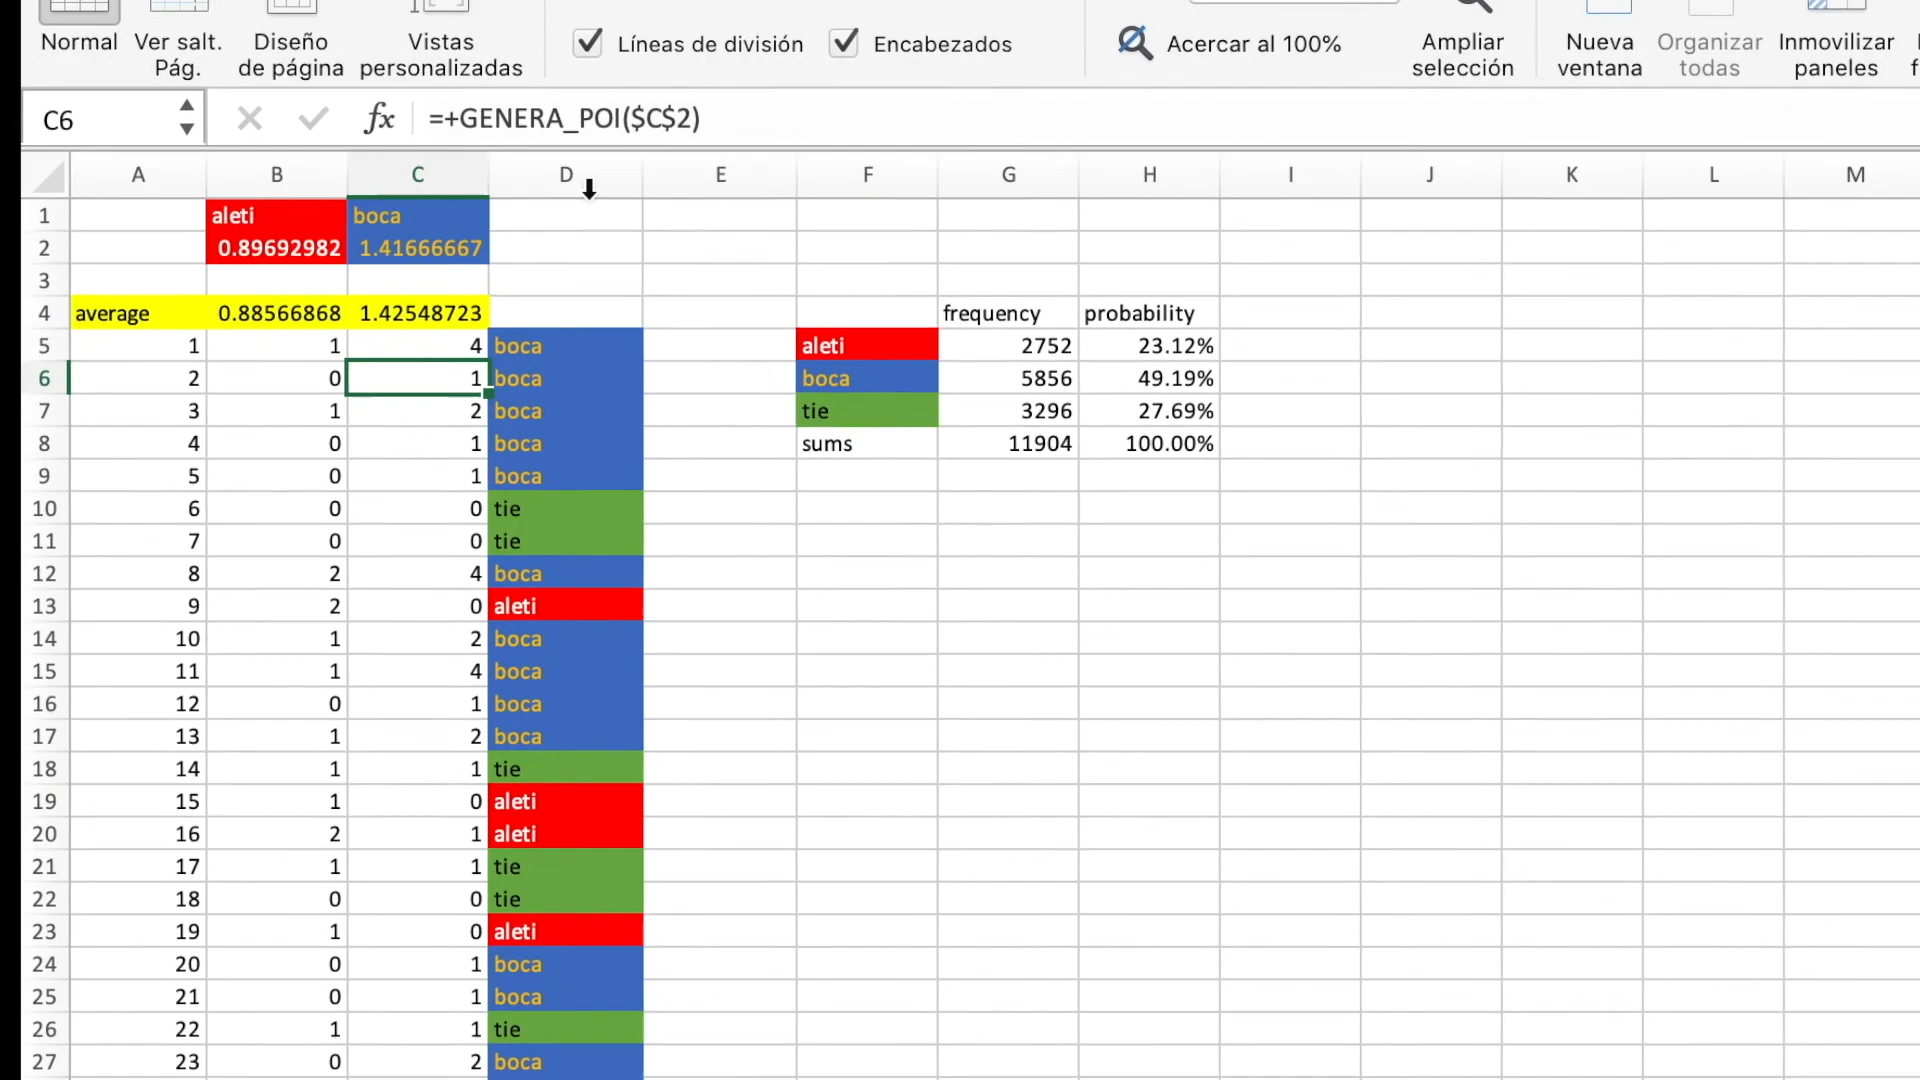 Normal
Ver salt. Pág.
Diseño de página
Vistas personalizadas
Líneas de división
Encabezados
Acercar al 100%
Ampliar selección
Nueva ventana
Organizar todas
Inmovilizar paneles
C6 fx =+GENERA_POI($C$2)
A B C D E F G H I J K L M
1 aleti boca
2 0.89692982 1.41666667
3
4 average 0.88566868 1.42548723 frequency probability
5 1 1 4 boca aleti 2752 23.12%
6 2 0 1 boca boca 5856 49.19%
7 3 1 2 boca tie 3296 27.69%
8 4 0 1 boca sums 11904 100.00%
9 5 0 1 boca
10 6 0 0 tie
11 7 0 0 tie
12 8 2 4 boca
13 9 2 0 aleti
14 10 1 2 boca
15 11 1 4 boca
16 12 0 1 boca
17 13 1 2 boca
18 14 1 1 tie
19 15 1 0 aleti
20 16 2 1 aleti
21 17 1 1 tie
22 18 0 0 tie
23 19 1 0 aleti
24 20 0 1 boca
25 21 0 1 boca
26 22 1 1 tie
27 23 0 2 boca